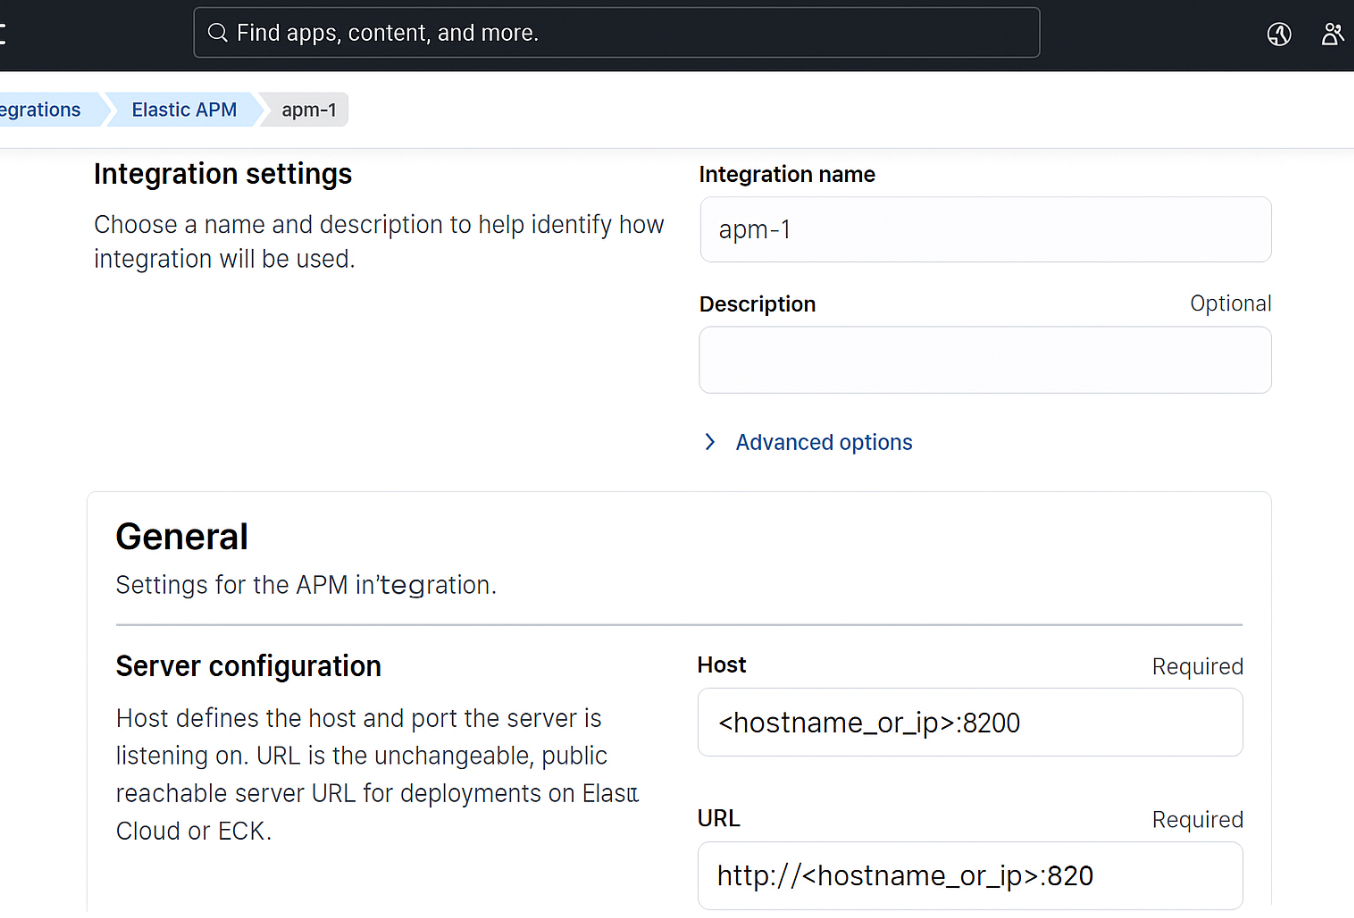 Find apps, content, and more.
egrations
Elastic APM
apm-1
Integration settings
Choose a name and description to help identify how
integration will be used.
Integration name
apm-1
Description
Optional
Advanced options
General
Settings for the APM in'tegration.
Server configuration
Host defines the host and port the server is
listening on. URL is the unchangeable, public
reachable server URL for deployments on
Cloud or ECK.
Host
Required
<hostname_or_ip>:8200
URL
Required
http://<hostname_or_ip>:820